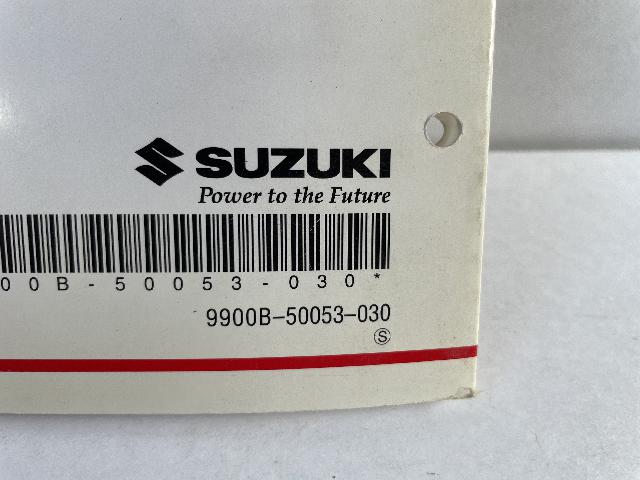 SUZUKI
Power to the Future
00B-50053-030*
9900B-50053-030
S